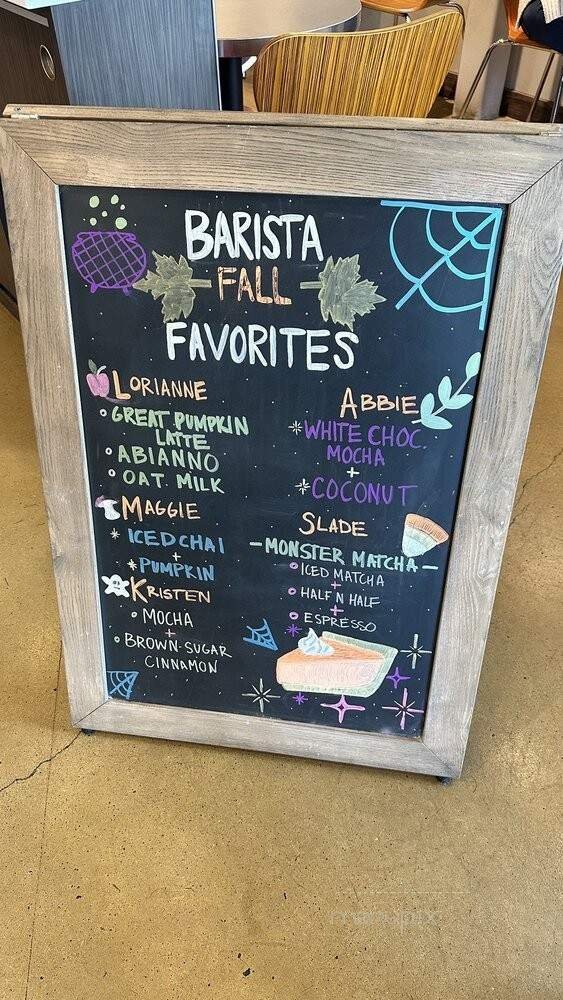 BARISTA
FALL
FAVORITES
LORIANNE
GREAT PUMPKIN
LATTE
ABIANNO
OAT MILK
MAGGIE
ICED CHAI
+
PUMPKIN
KRISTEN
MOCHA
+
BROWN-SUGAR
CINNAMON
ABBIE
WHITE CHOC
MOCHA
+
COCONUT
SLADE
-MONSTER MATCHA-
ICED MATCHA
+
HALF N HALF
+
ESPRESSO